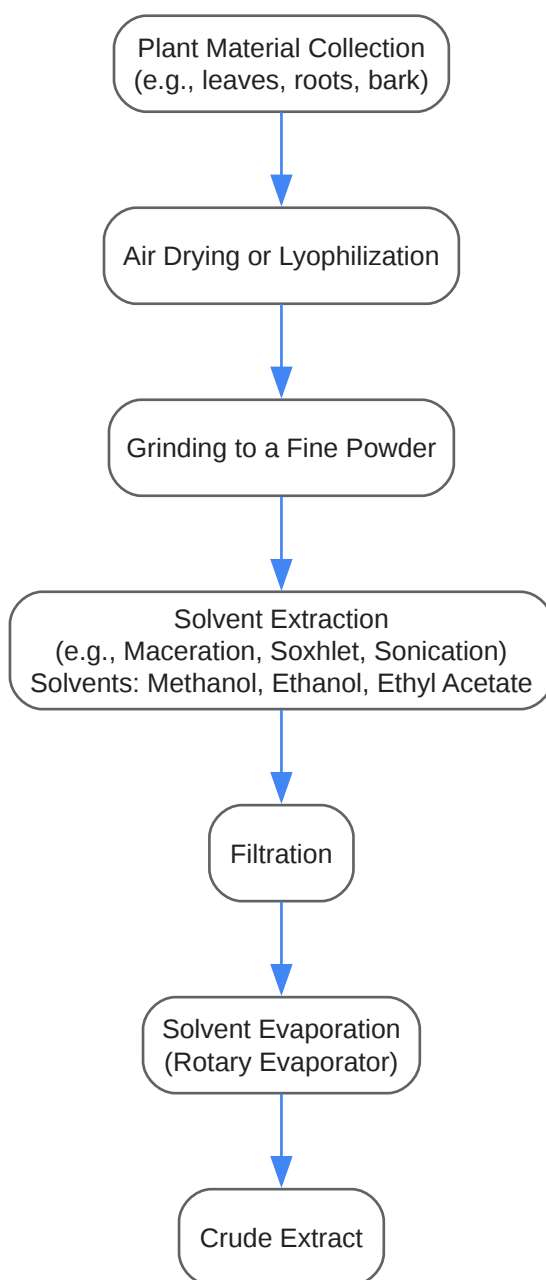 Plant Material Collection
(e.g., leaves, roots, bark)
Air Drying or Lyophilization
Grinding to a Fine Powder
Solvent Extraction
(e.g., Maceration, Soxhlet, Sonication)
Solvents: Methanol, Ethanol, Ethyl Acetate
Filtration
Solvent Evaporation
(Rotary Evaporator)
Crude Extract